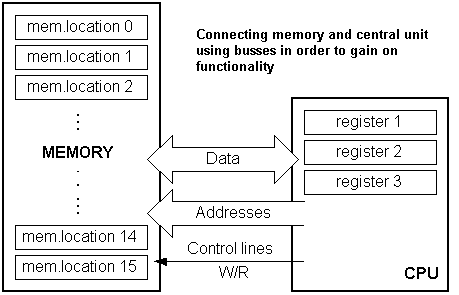 mem.location 0
mem.location 1
mem.location 2
MEMORY
mem.location 14
mem.location 15
Connecting memory and central unit
using busses in order to gain on
functionality
Data
Addresses
Control lines
W/R
register 1
register 2
register 3
CPU